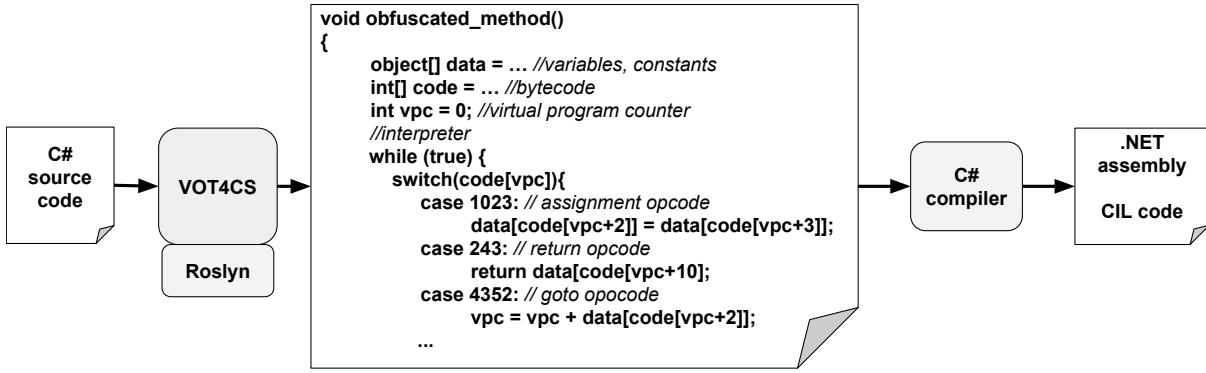 C#
source
code
VOT4CS
Roslyn
void obfuscated_method()
{
object[] data = … //variables, constants
int[] code = … //bytecode
int vpc = 0; //virtual program counter
//interpreter
while (true) {
switch(code[vpc]){
case 1023: // assignment opcode
data[code[vpc+2]] = data[code[vpc+3]];
case 243: // return opcode
return data[code[vpc+10];
case 4352: // goto opocode
vpc = vpc + data[code[vpc+2]];
...
C#
compiler
.NET
assembly
CIL code